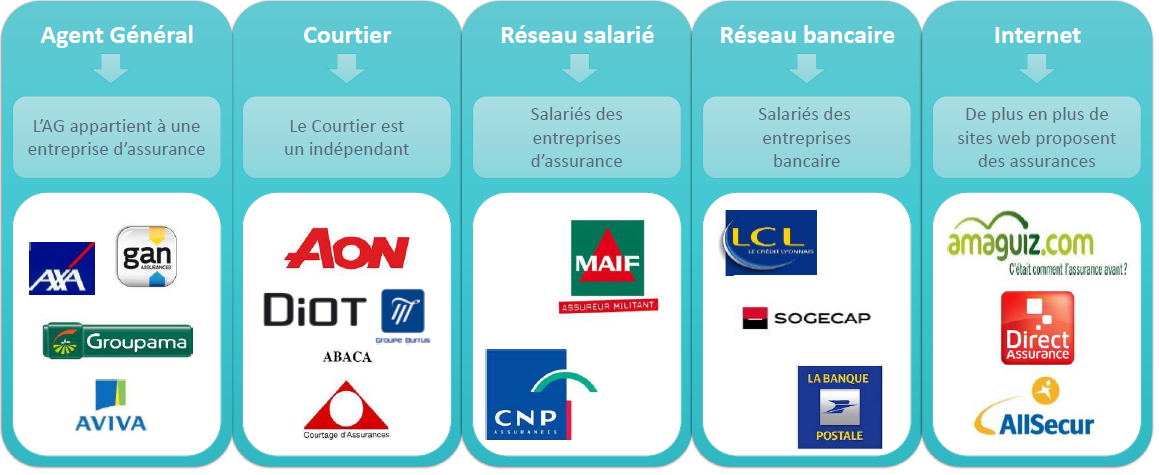 Agent Général
L'AG appartient à une
entreprise d'assurance
AXA
gan
ASSURANCES
Groupama
AVIVA
Courtier
Le Courtier est
un indépendant
AON
DiOT
GROUPE BURRUS
ABACA
Courtage d'Assurances
Réseau salarié
Salariés des
entreprises
d'assurance
MAIF
ASSUREUR MILITANT
CNP
ASSURANCES
Réseau bancaire
Salariés des
entreprises
bancaire
LCL
LE CRÉDIT LYONNAIS
SOGECAP
LA BANQUE
POSTALE
Internet
De plus en plus de
sites web proposent
des assurances
amaguiz.com
C'était comment l'assurance avant ?
Direct
Assurance
AllSecur